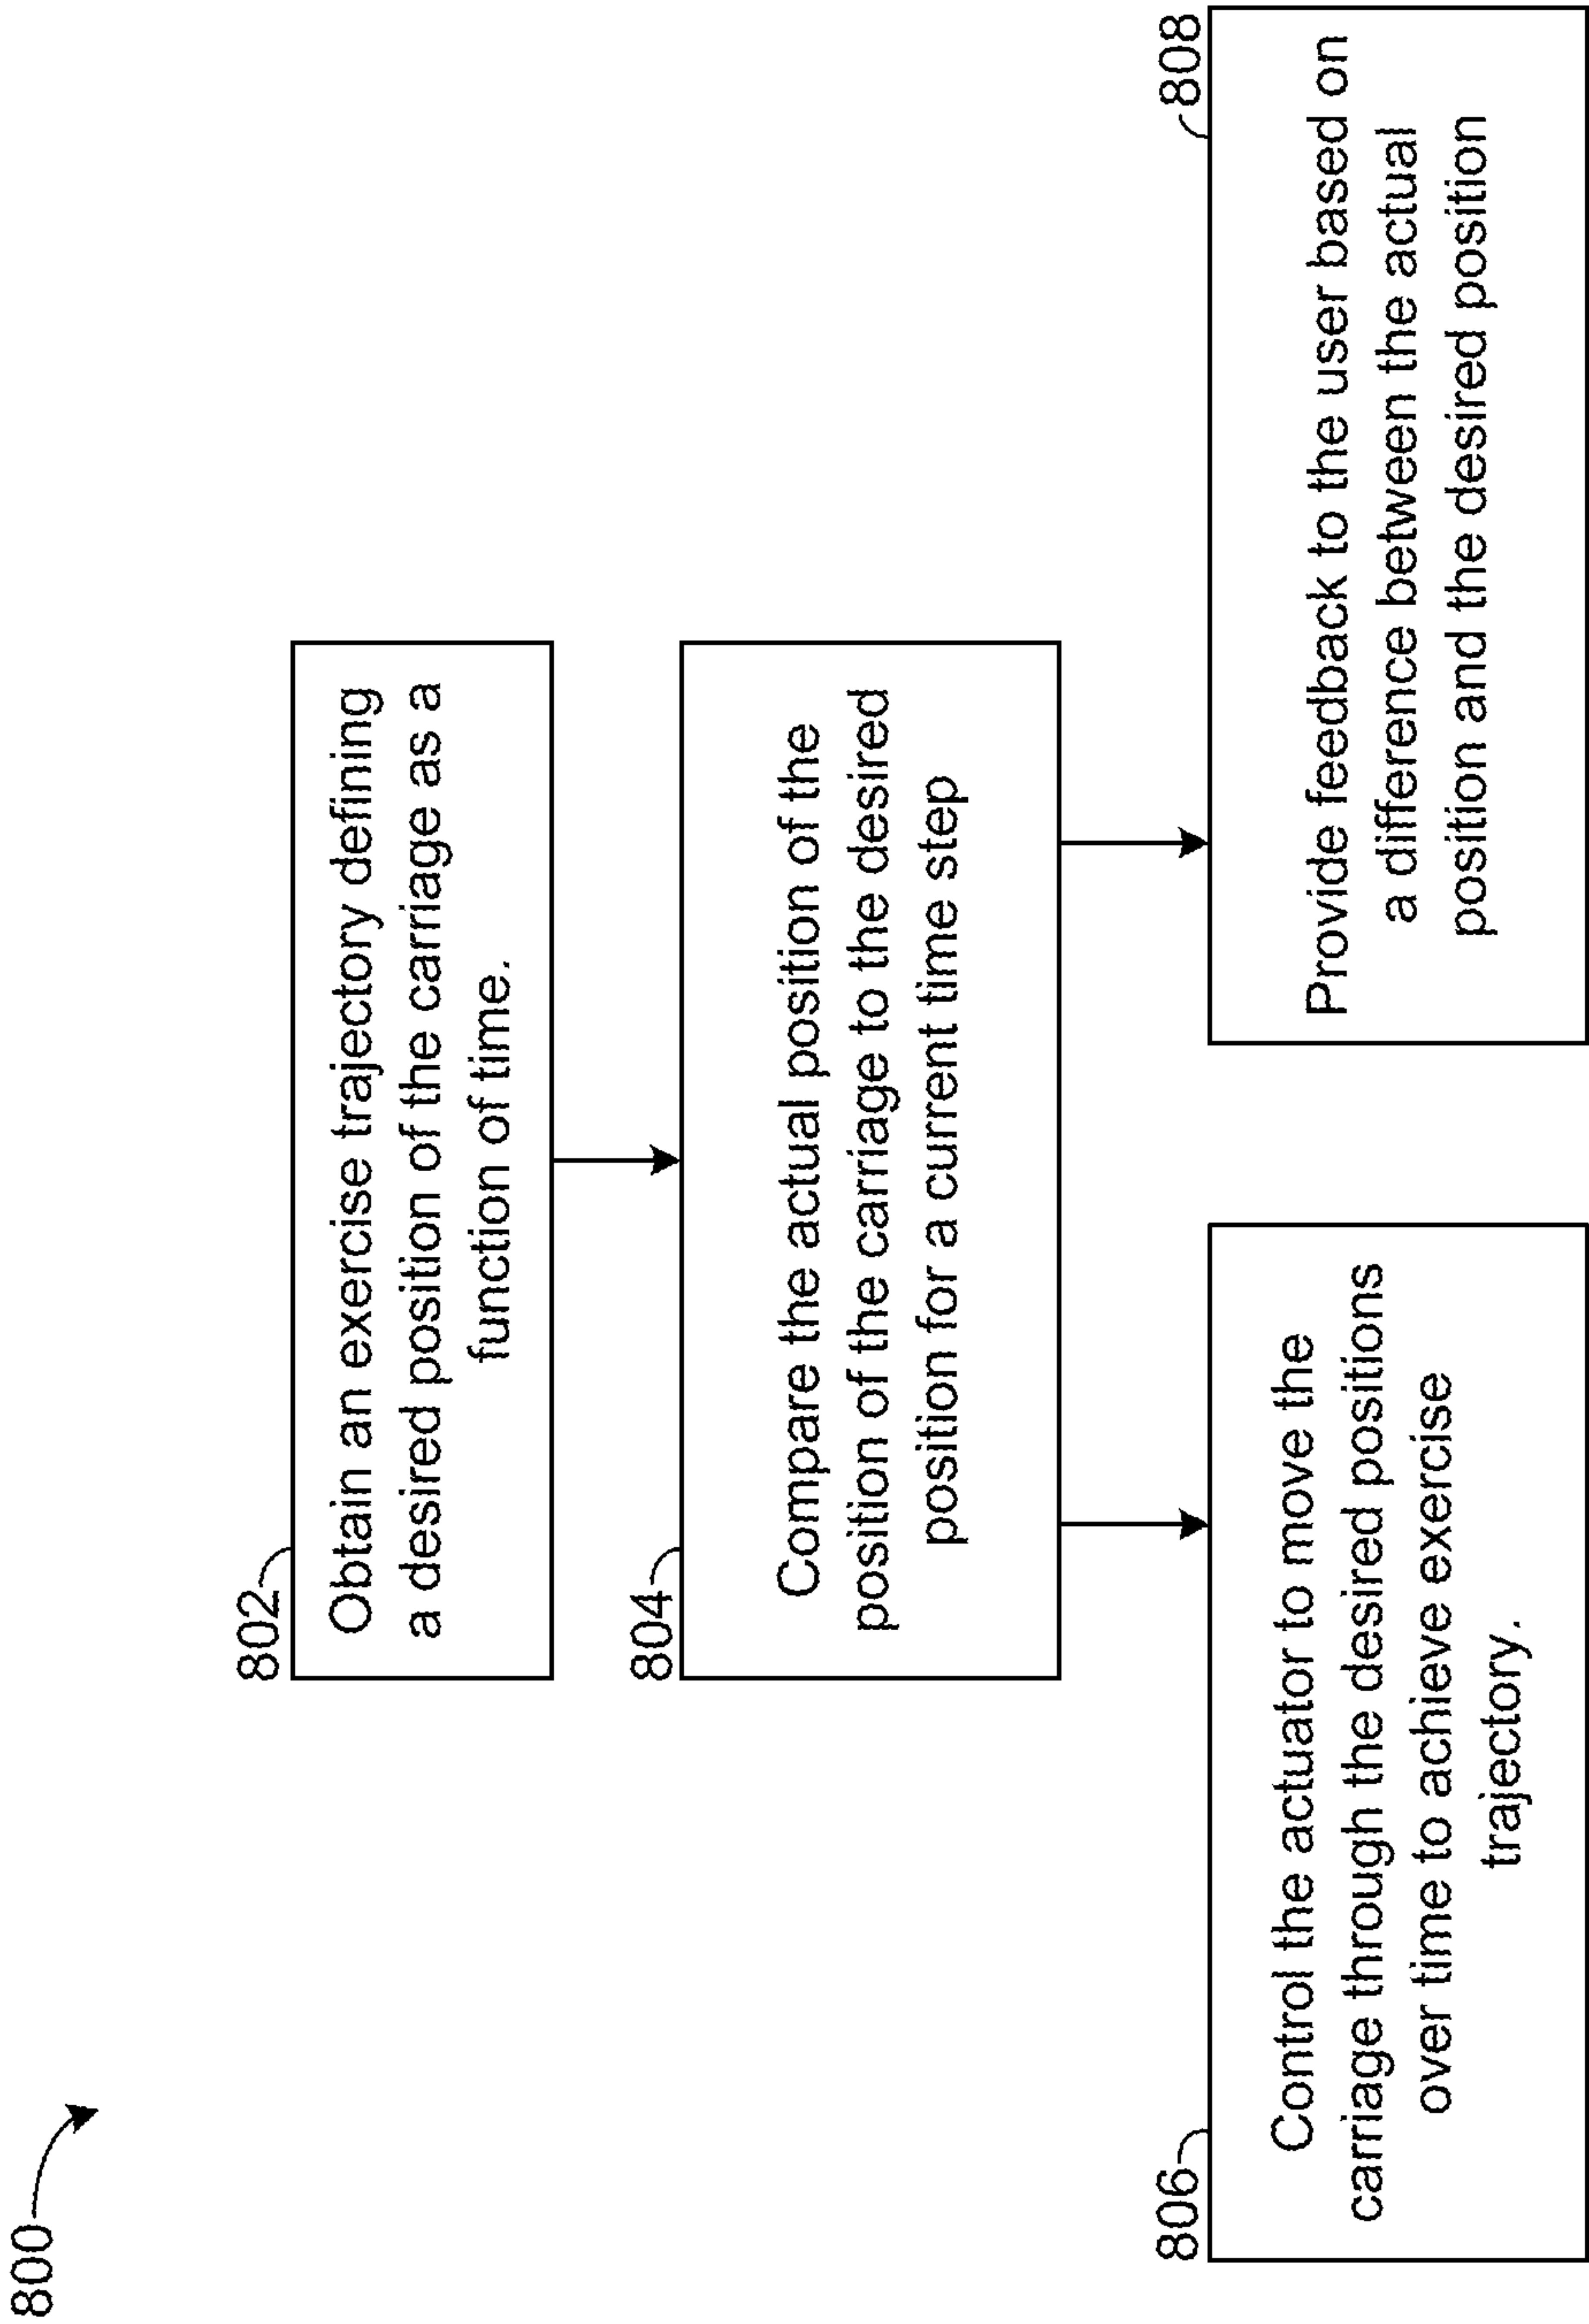 800
802
Obtain an exercise trajectory defining
a desired position of the carriage as a
function of time.
804
Compare the actual position of the
position of the carriage to the desired
position for a current time step
806
Control the actuator to move the
carriage through the desired positions
over time to achieve exercise
trajectory.
808
Provide feedback to the user based on
a difference between the actual
position and the desired position